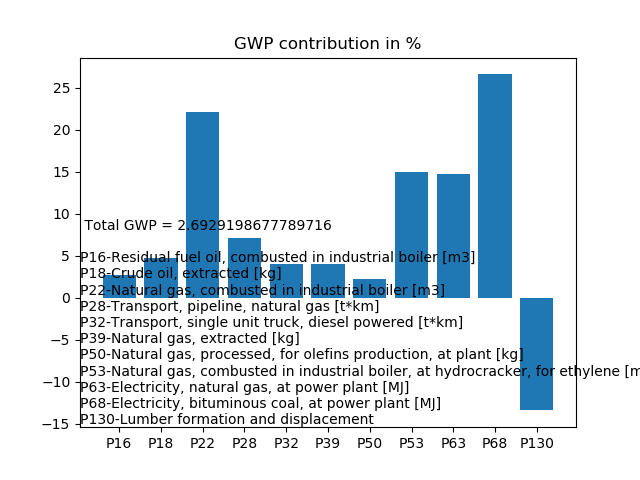 GWP contribution in %
25
20
15
10
Total GWP = 2.6929198677789716
5
P16-Residual fuel oil, combusted in industrial boiler [m3]
P18-Crude oil, extracted [kg]
P22-Natural gas, combusted in industrial boiler [m3]
0
P28-Transport, pipeline, natural gas [t*km]
P32-Transport, single unit truck, diesel powered [t*km]
−5
P39-Natural gas, extracted [kg]
P50-Natural gas, processed, for olefins production, at plant [kg]
P53-Natural gas, combusted in industrial boiler, at hydrocracker, for ethylene [m
−10
P63-Electricity, natural gas, at power plant [MJ]
P68-Electricity, bituminous coal, at power plant [MJ]
P130-Lumber formation and displacement
−15
P16 P18 P22 P28 P32 P39 P50 P53 P63 P68 P130